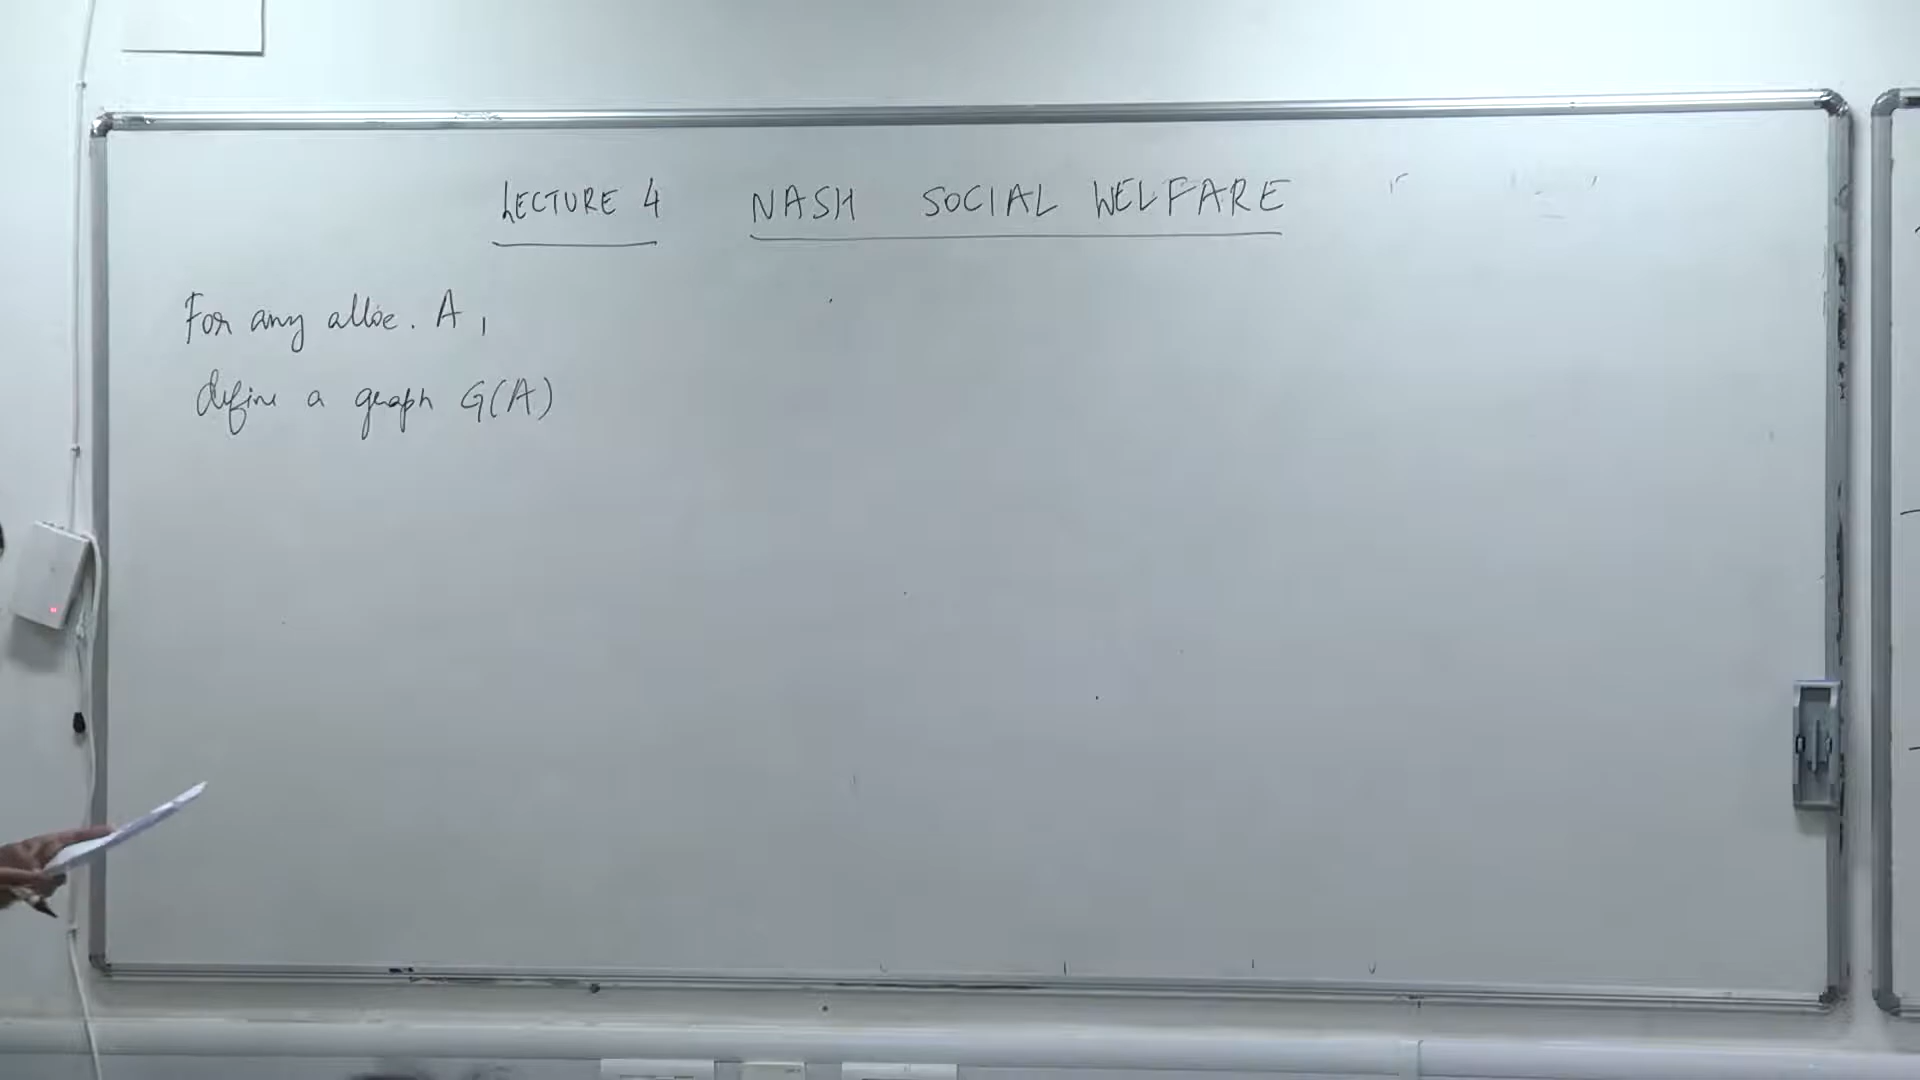 LECTURE 4 NASH SOCIAL WELFARE
For any alloc. A,
define a graph G(A)